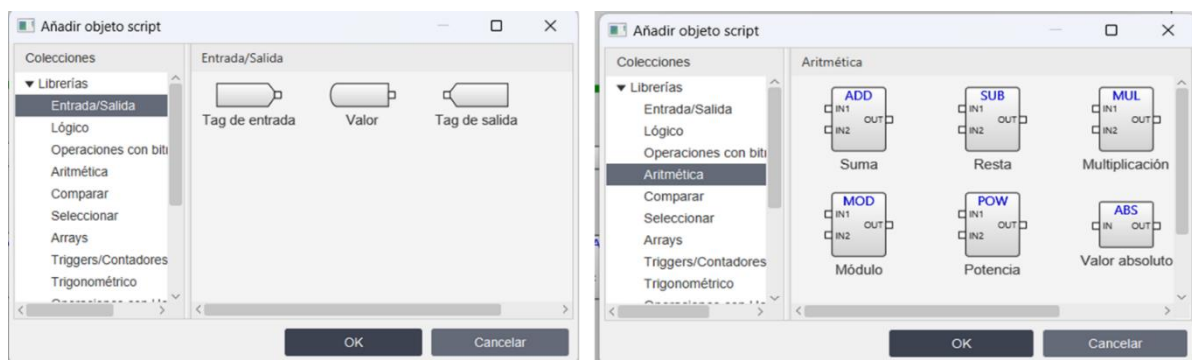 Añadir objeto script
Colecciones
Entrada/Salida
Librerías
Entrada/Salida
Lógico
Operaciones con bit
Aritmética
Comparar
Seleccionar
Arrays
Triggers/Contadores
Trigonométrico
Tag de entrada
Valor
Tag de salida
OK
Cancelar
Añadir objeto script
Colecciones
Aritmética
Librerías
Entrada/Salida
Lógico
Operaciones con bit
Aritmética
Comparar
Seleccionar
Arrays
Triggers/Contadores
Trigonométrico
ADD
IN1
OUT
IN2
Suma
SUB
IN1
OUT
IN2
Resta
MUL
IN1
OUT
IN2
Multiplicación
MOD
IN1
OUT
IN2
Módulo
POW
IN1
OUT
IN2
Potencia
ABS
IN OUT
Valor absoluto
OK
Cancelar